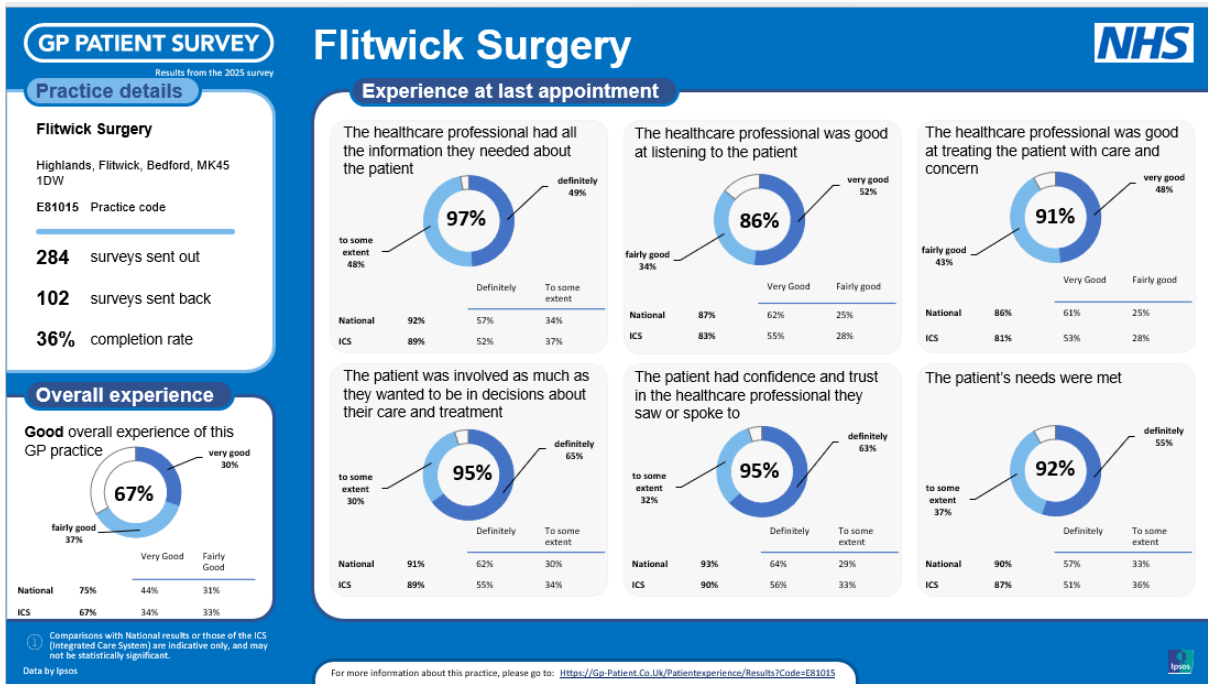 GP PATIENT SURVEY
Results from the 2025 survey
Flitwick Surgery
NHS
Practice details
Flitwick Surgery
Highlands, Flitwick, Bedford, MK45
1DW
E81015 Practice code
284 surveys sent out
102 surveys sent back
36% completion rate
Overall experience
Good overall experience of this
GP practice
very good
30%
67%
fairly good
37%
Very Good Fairly
Good
National 75% 44% 31%
ICS 67% 34% 33%
Comparisons with National results or those of the ICS
(Integrated Care System) are indicative only, and may
not be statistically significant.
Data by Ipsos
Experience at last appointment
The healthcare professional had all
the information they needed about
the patient
definitely
49%
97%
to some
extent
48%
Definitely To some
extent
National 92% 57% 34%
ICS 89% 52% 37%
The healthcare professional was good
at listening to the patient
very good
52%
86%
fairly good
34%
Very Good Fairly good
National 87% 62% 25%
ICS 83% 55% 28%
The healthcare professional was good
at treating the patient with care and
concern
very good
48%
91%
fairly good
43%
Very Good Fairly good
National 86% 61% 25%
ICS 81% 53% 28%
The patient was involved as much as
they wanted to be in decisions about
their care and treatment
definitely
65%
95%
to some
extent
30%
Definitely To some
extent
National 91% 62% 30%
ICS 89% 55% 34%
The patient had confidence and trust
in the healthcare professional they
saw or spoke to
definitely
63%
95%
to some
extent
32%
Definitely To some
extent
National 93% 64% 29%
ICS 90% 56% 33%
The patient's needs were met
definitely
55%
92%
to some
extent
37%
Definitely To some
extent
National 90% 57% 33%
ICS 87% 51% 36%
For more information about this practice, please go to: Https://Gp-Patient.Co.Uk/Patientexperience/Results?Code=E81015
Ipsos